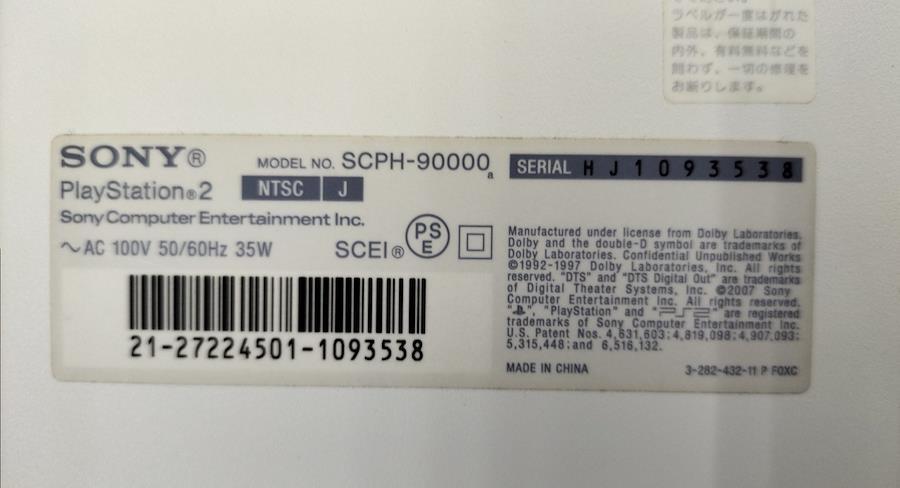 ラベルが一度はがれた
製品は、保証期間の
内外、有料無料などを
問わず、一切の修理を
お断りします。
SONY®
MODEL NO. SCPH-90000 a
SERIAL HJ1093538
PlayStation®2
NTSC J
Sony Computer Entertainment Inc.
~AC 100V 50/60Hz 35W
SCEI®
PS
E
Manufactured under license from Dolby Laboratories.
Dolby and the double-D symbol are trademarks of
Dolby Laboratories. Confidential Unpublished Works
©1992-1997 Dolby Laboratories, Inc. All rights
reserved. "DTS" and "DTS Digital Out" are trademarks
of Digital Theater Systems, Inc. ©2007 Sony
Computer Entertainment Inc. All rights reserved.
"PS", "PlayStation" and "PS2" are registered
trademarks of Sony Computer Entertainment Inc.
U.S. Patent Nos. 4,631,603; 4,819,098; 4,907,093;
5,315,448; and 6,516,132.
21-27224501-1093538
MADE IN CHINA
3-282-432-11 P FOXC